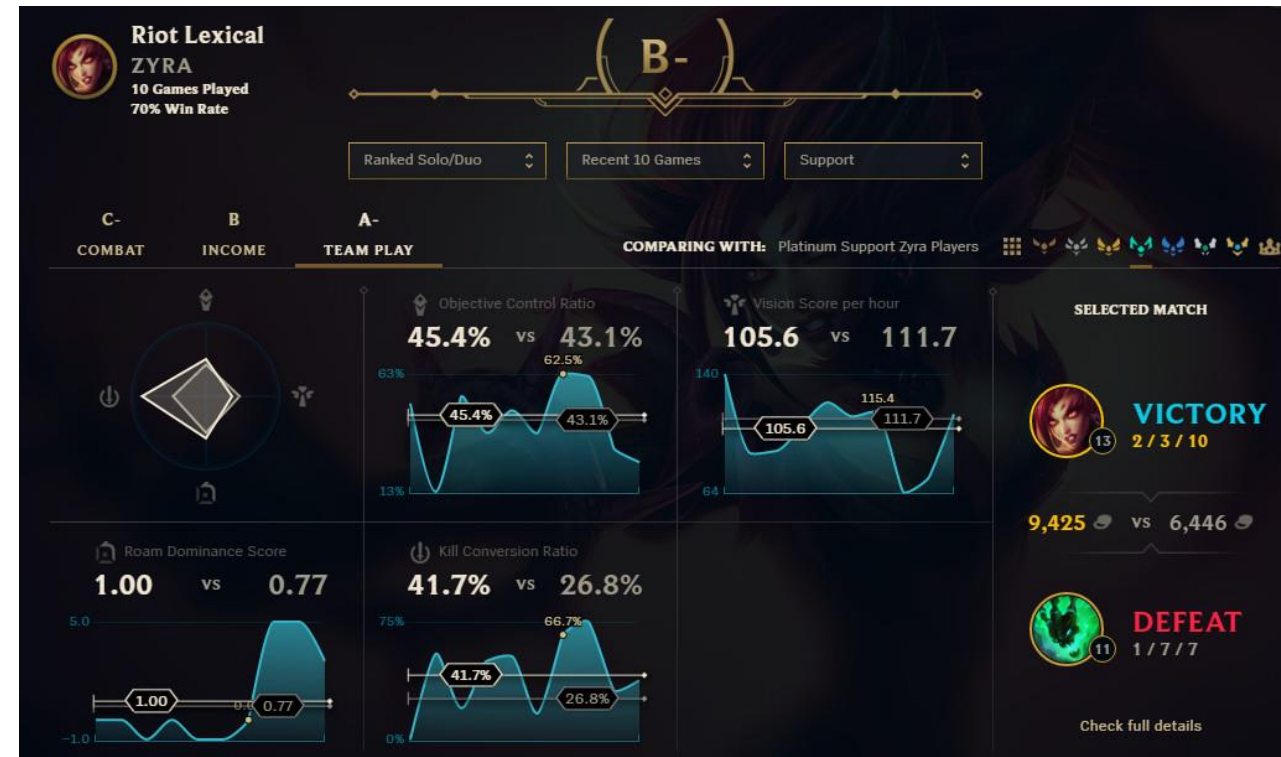 Riot Lexical
ZYRA
10 Games Played
70% Win Rate
B-
Ranked Solo/Duo
Recent 10 Games
Support
C-
COMBAT
B
INCOME
A-
TEAM PLAY
COMPARING WITH: Platinum Support Zyra Players
Objective Control Ratio
45.4% vs 43.1%
62.5%
63%
45.4%
43.1%
13%
Vision Score per hour
105.6 vs 111.7
140
115.4
111.7
105.6
64
SELECTED MATCH
13
VICTORY
2 / 3 / 10
9,425 vs 6,446
11
DEFEAT
1 / 7 / 7
Check full details
Roam Dominance Score
1.00 vs 0.77
5.0
1.00
0.77
-1.0
Kill Conversion Ratio
41.7% vs 26.8%
75%
66.7%
41.7%
26.8%
0%